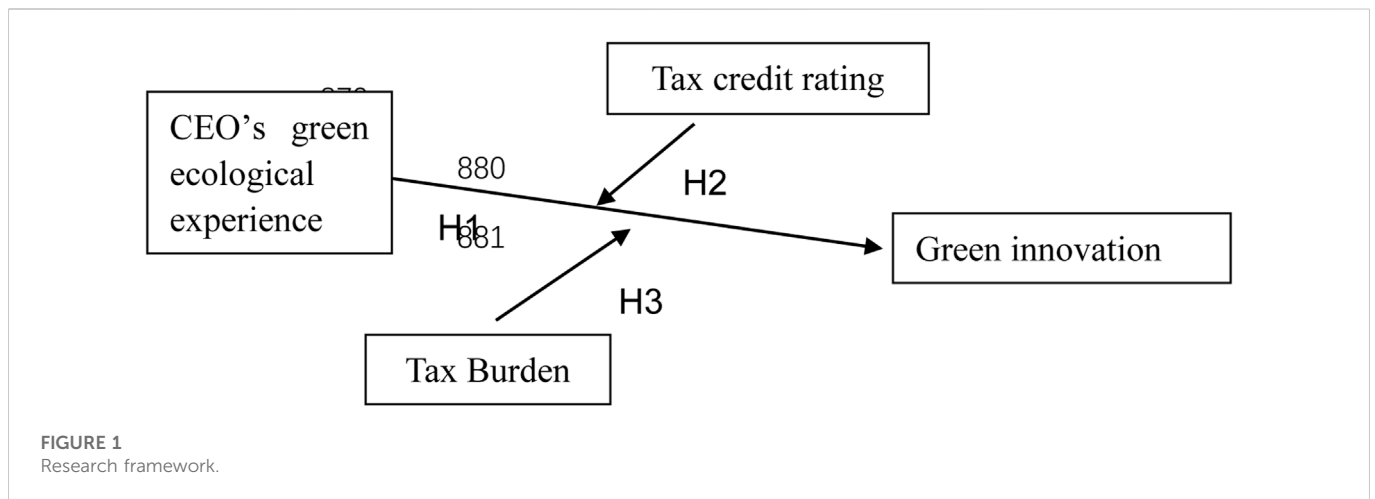 Tax credit rating
CEO's green
ecological
experience
880
H2
H1
881
Green innovation
H3
Tax Burden
FIGURE 1
Research framework.